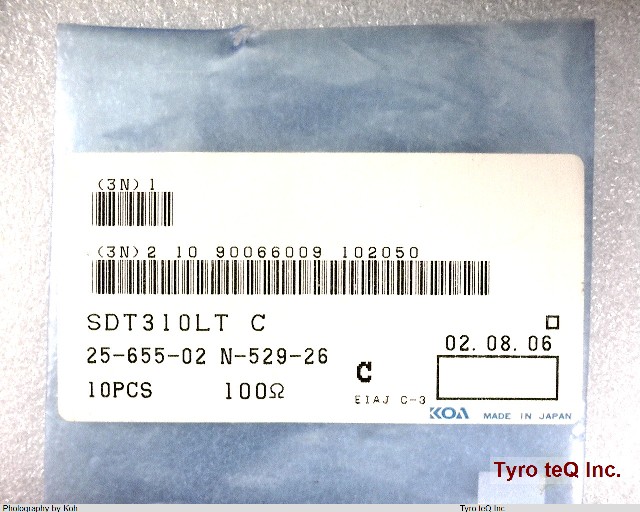 (3N) 1
(3N) 2 10 90066009 102050
SDT310LT C
02. 08. 06
25-655-02 N-529-26
C
10PCS 100Ω
EIAJ C-3
KOA MADE IN JAPAN
Tyro teQ Inc.
Photography by Koh Tyro teQ Inc